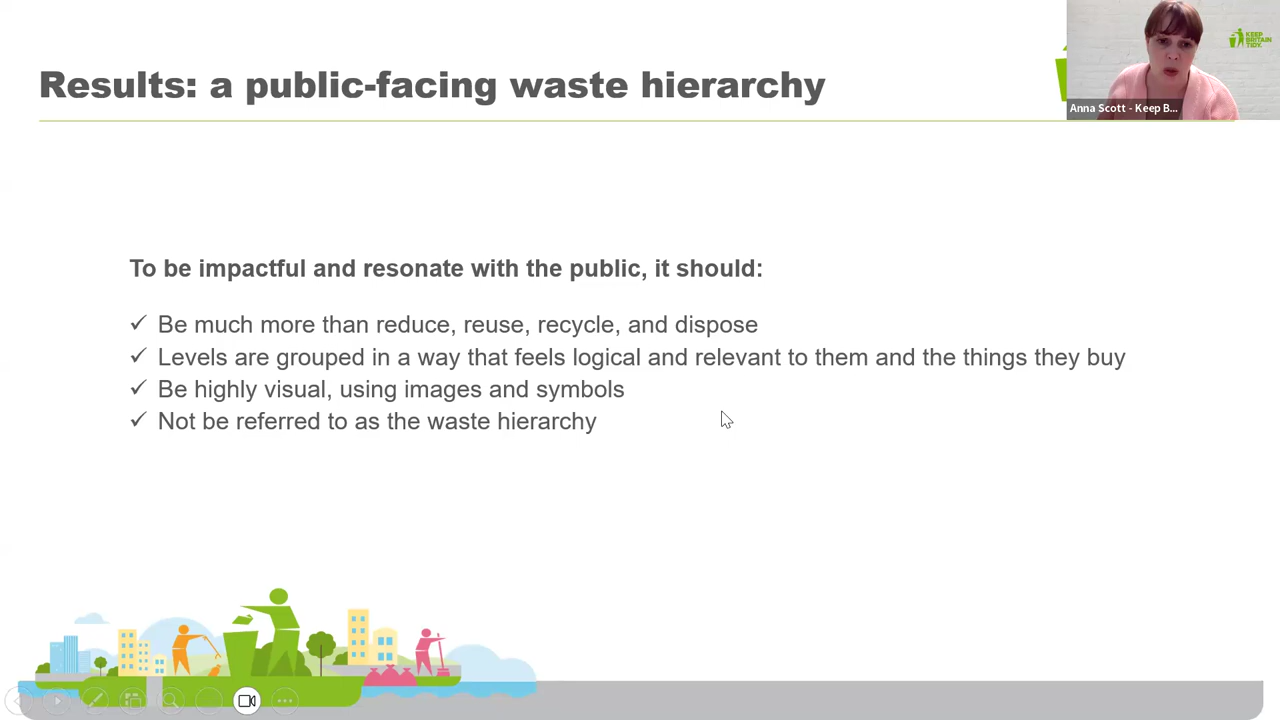 Results: a public-facing waste hierarchy
KEEP
BRITAIN
TIDY.
Anna Scott - Keep B...
To be impactful and resonate with the public, it should:
✓ Be much more than reduce, reuse, recycle, and dispose
✓ Levels are grouped in a way that feels logical and relevant to them and the things they buy
✓ Be highly visual, using images and symbols
✓ Not be referred to as the waste hierarchy